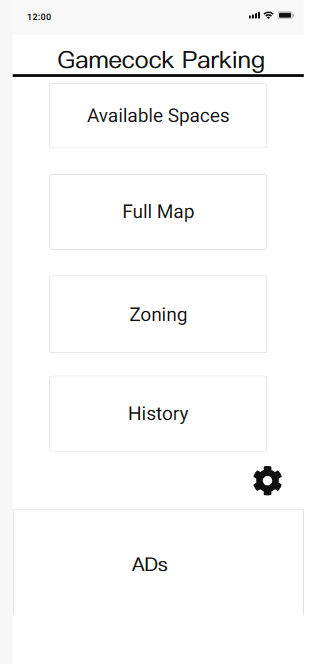 12:00
Gamecock Parking
Available Spaces
Full Map
Zoning
History
ADs